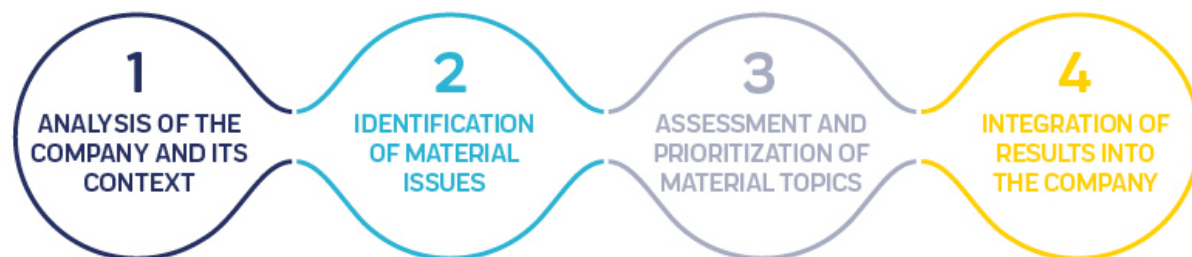 1
ANALYSIS OF THE
COMPANY AND ITS
CONTEXT
2
IDENTIFICATION
OF MATERIAL
ISSUES
3
ASSESSMENT AND
PRIORITIZATION OF
MATERIAL TOPICS
4
INTEGRATION OF
RESULTS INTO
THE COMPANY